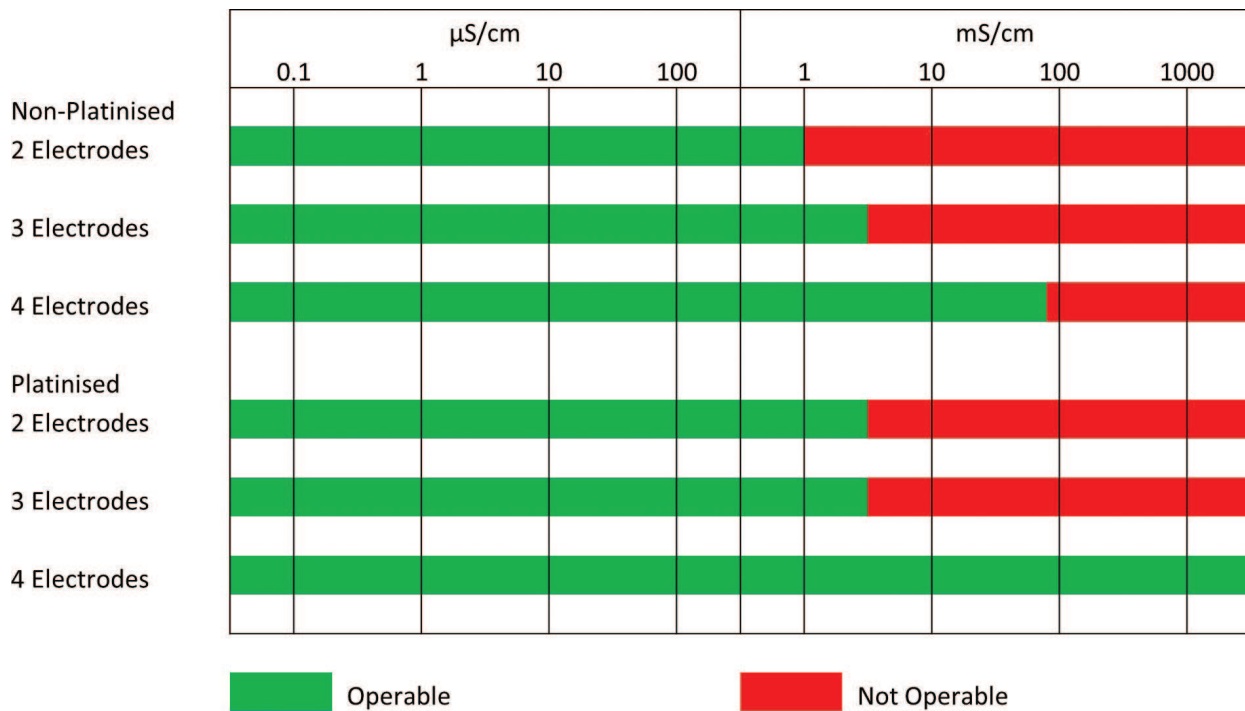 µS/cm mS/cm
0.1 1 10 100 1 10 100 1000
Non-Platinised
2 Electrodes
3 Electrodes
4 Electrodes
Platinised
2 Electrodes
3 Electrodes
4 Electrodes
Operable Not Operable